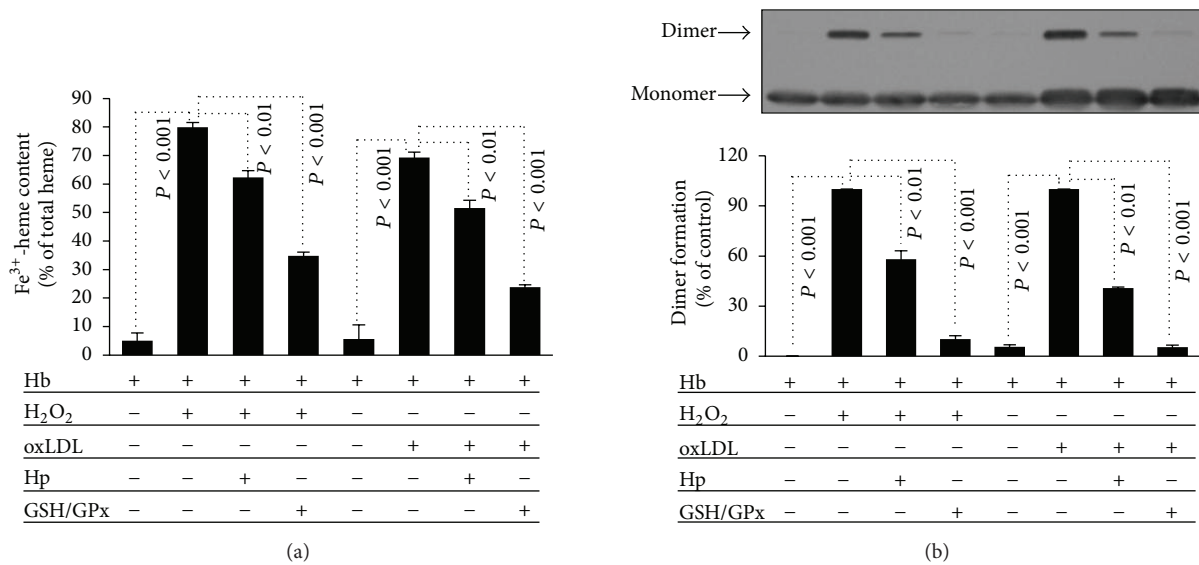 Fe³⁺-heme content
(% of total heme)
100
90
80
70
60
50
40
30
20
10
0
P < 0.001
P < 0.01
P < 0.001
P < 0.001
P < 0.01
P < 0.001
Hb + + + + + + + +
H₂O₂ − + + + − − − −
oxLDL − − − − − + + +
Hp − − + − − − + −
GSH/GPx − − − + − − − +
(a)
Dimer→
Monomer→
Dimer formation
(% of control)
120
90
60
30
0
P < 0.001
P < 0.01
P < 0.001
P < 0.001
P < 0.01
P < 0.001
Hb + + + + + + + +
H₂O₂ − + + + − − − −
oxLDL − − − − − + + +
Hp − − + − − − + −
GSH/GPx − − − + − − − +
(b)